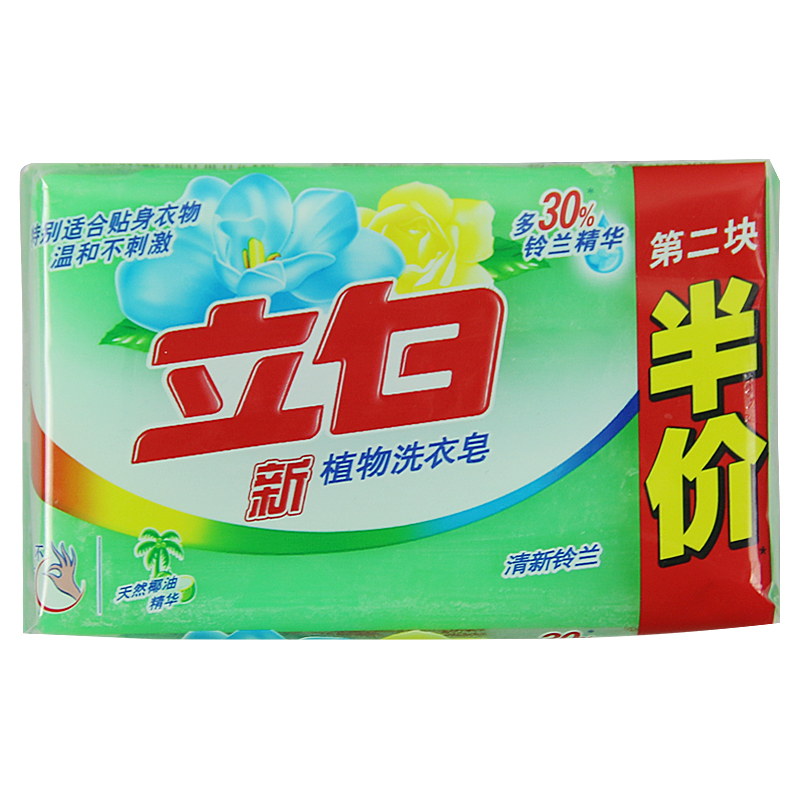 特别适合贴身衣物
温和不刺激
多30%*
铃兰精华
立白
新植物洗衣皂
清新铃兰
天然椰油
精华
不
第二块
半价*